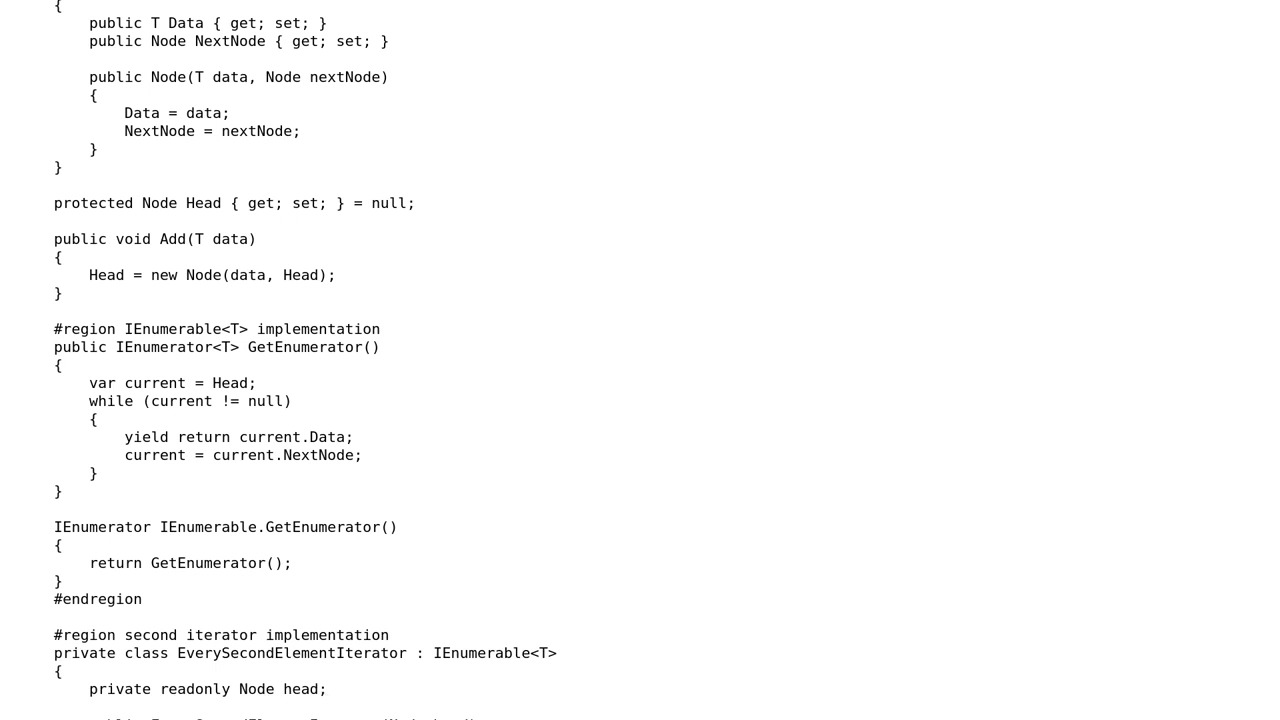 {
    public T Data { get; set; }
    public Node NextNode { get; set; }

    public Node(T data, Node nextNode)
    {
        Data = data;
        NextNode = nextNode;
    }
}

protected Node Head { get; set; } = null;

public void Add(T data)
{
    Head = new Node(data, Head);
}

#region IEnumerable<T> implementation
public IEnumerator<T> GetEnumerator()
{
    var current = Head;
    while (current != null)
    {
        yield return current.Data;
        current = current.NextNode;
    }
}

IEnumerator IEnumerable.GetEnumerator()
{
    return GetEnumerator();
}
#endregion

#region second iterator implementation
private class EverySecondElementIterator : IEnumerable<T>
{
    private readonly Node head;